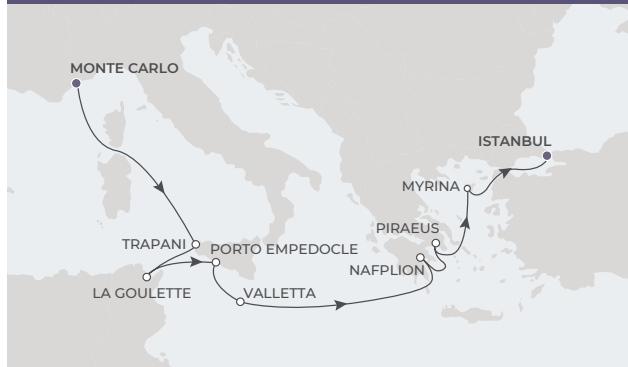 MONTE CARLO
ISTANBUL
MYRINA
PIRAEUS
TRAPANI
PORTO EMPEDOCLE
NAFPLION
LA GOULETTE
VALLETTA